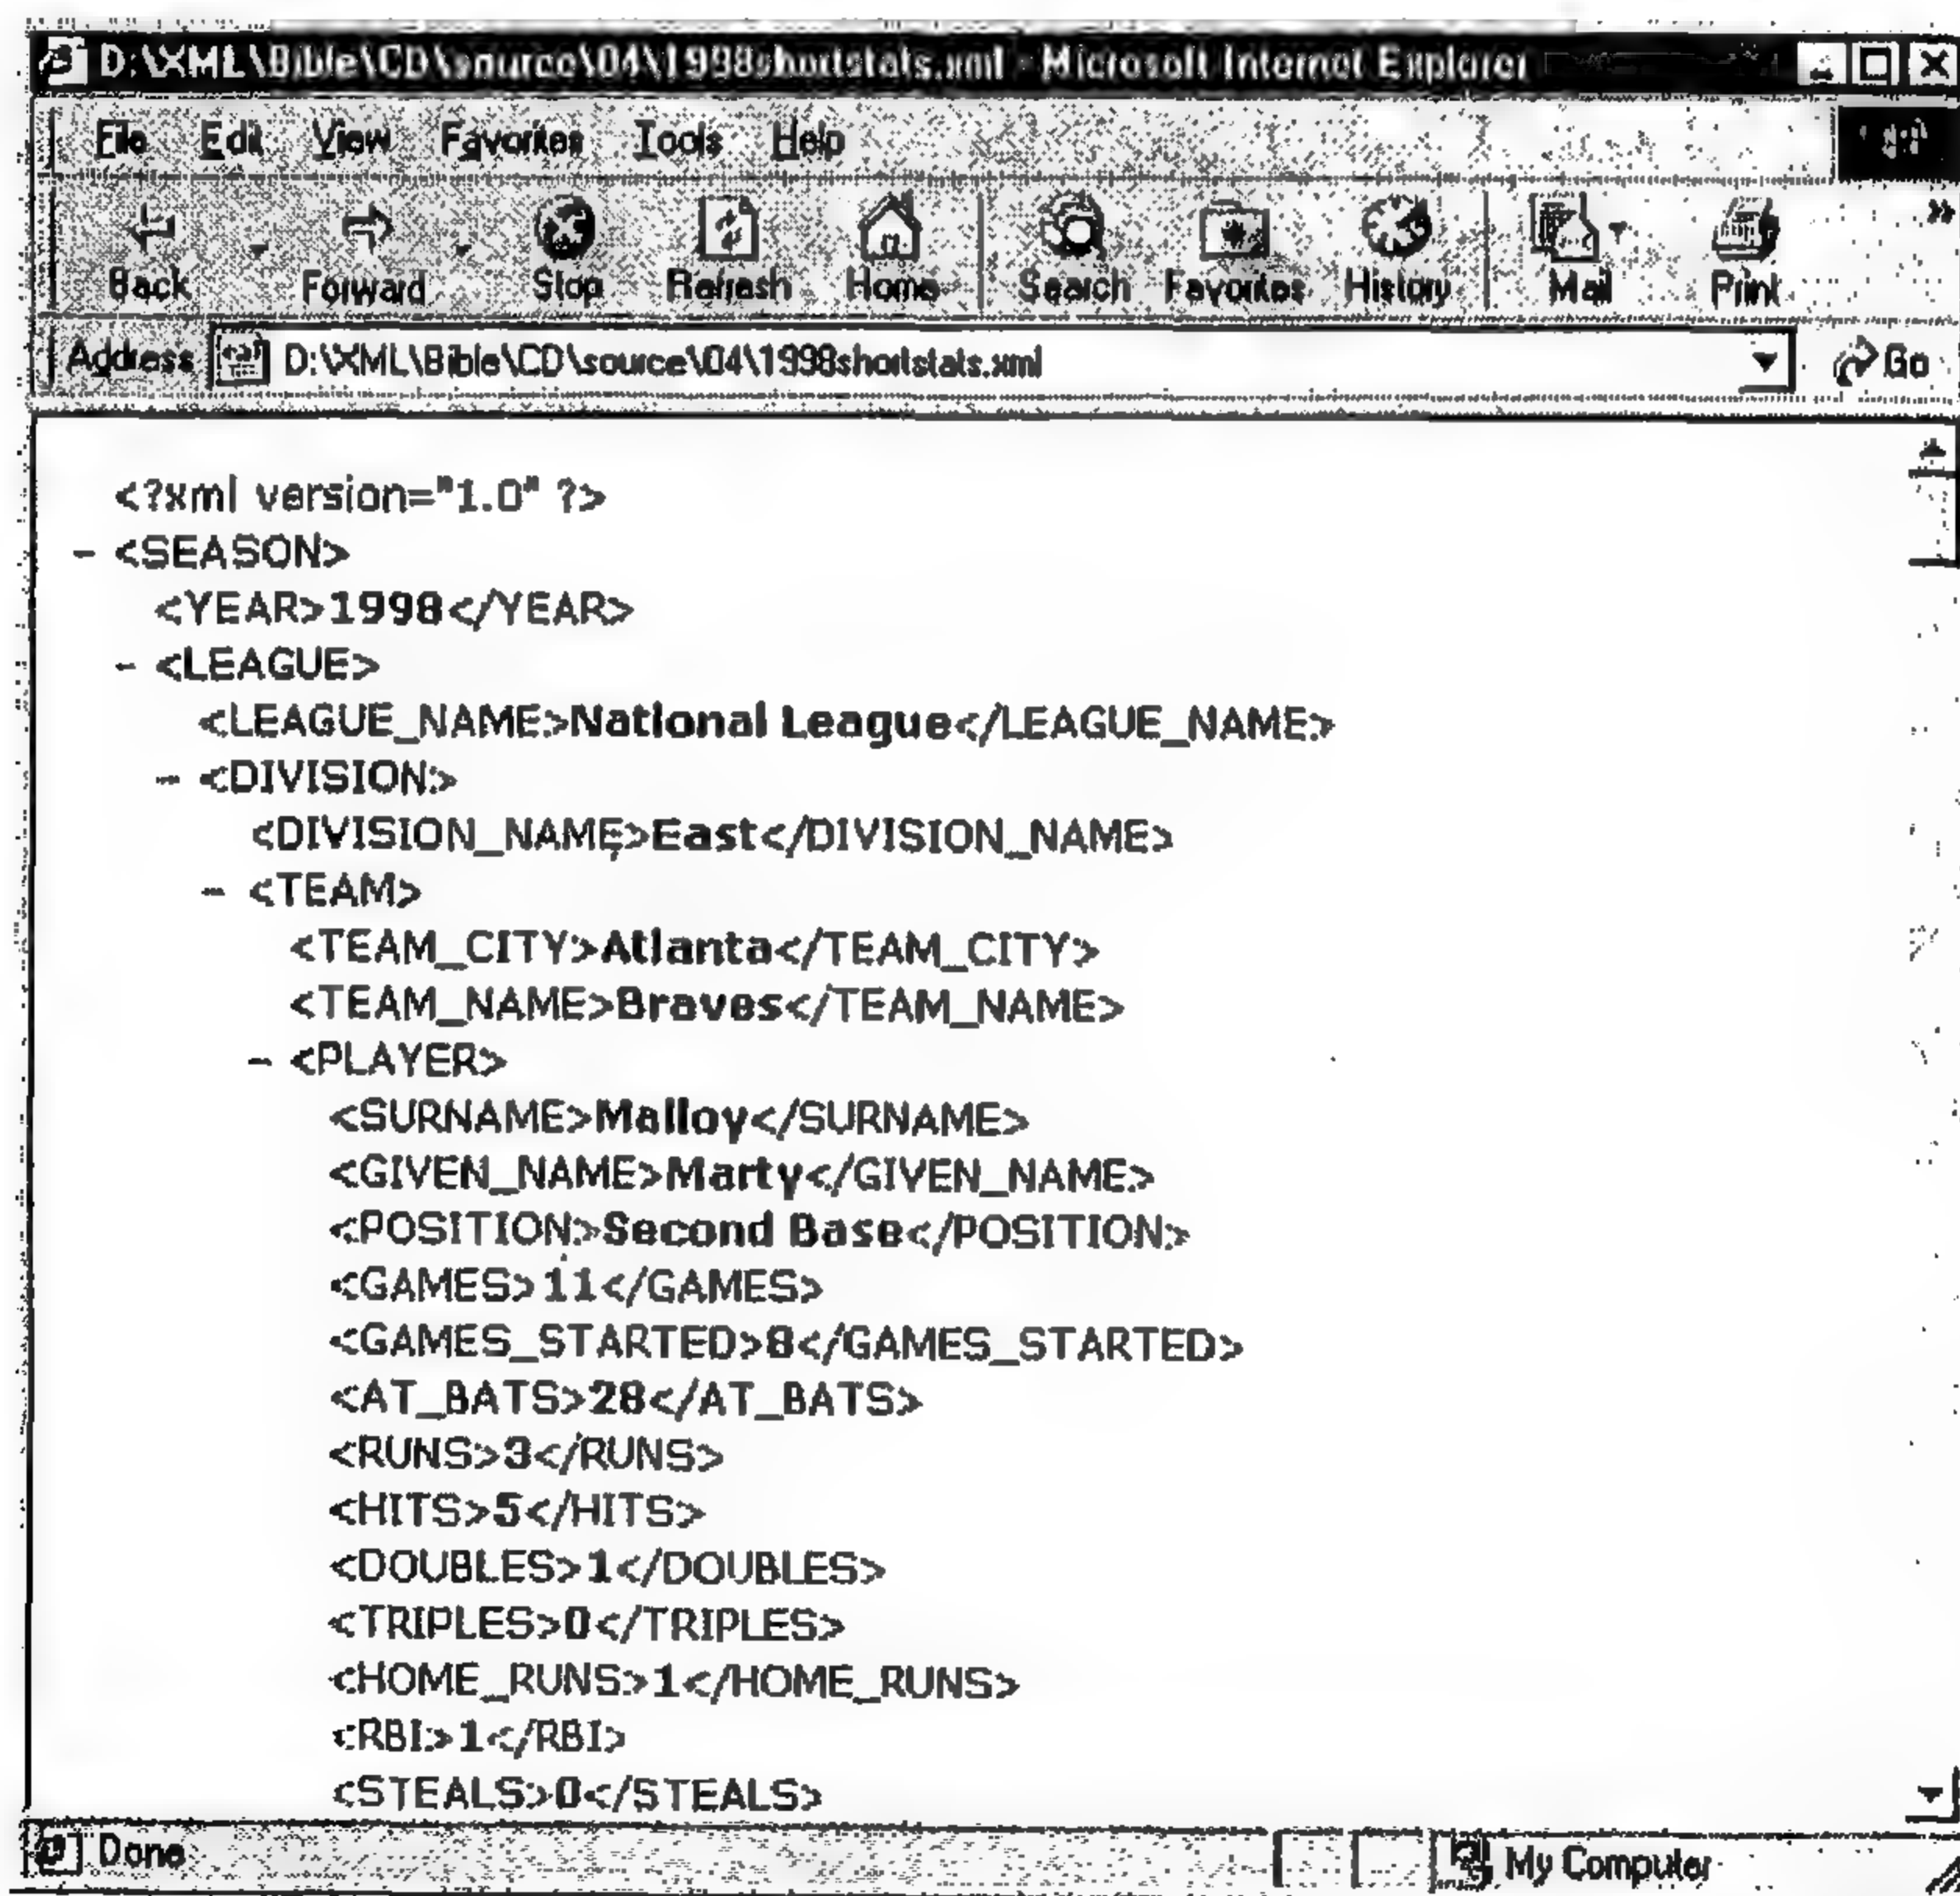 D:\XML\Bible\CD\source\04\1998shortstats.xml - Microsoft Internet Explorer
File Edit View Favorites Tools Help
Back Forward Stop Refresh Home Search Favorites History Mail Print »
Address D:\XML\Bible\CD\source\04\1998shortstats.xml Go
<?xml version="1.0" ?>
- <SEASON>
<YEAR>1998</YEAR>
- <LEAGUE>
<LEAGUE_NAME>National League</LEAGUE_NAME>
- <DIVISION>
<DIVISION_NAME>East</DIVISION_NAME>
- <TEAM>
<TEAM_CITY>Atlanta</TEAM_CITY>
<TEAM_NAME>Braves</TEAM_NAME>
- <PLAYER>
<SURNAME>Malloy</SURNAME>
<GIVEN_NAME>Marty</GIVEN_NAME>
<POSITION>Second Base</POSITION>
<GAMES>11</GAMES>
<GAMES_STARTED>8</GAMES_STARTED>
<AT_BATS>28</AT_BATS>
<RUNS>3</RUNS>
<HITS>5</HITS>
<DOUBLES>1</DOUBLES>
<TRIPLES>0</TRIPLES>
<HOME_RUNS>1</HOME_RUNS>
<RBI>1</RBI>
<STEALS>0</STEALS>
Done My Computer